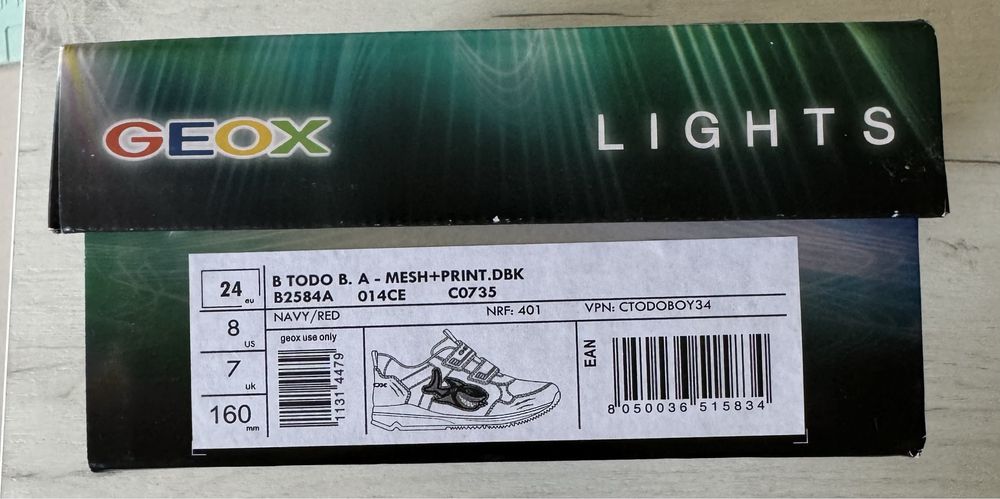 GEOX
LIGHTS
24 eu
B TODO B. A - MESH+PRINT.DBK
B2584A 014CE C0735
8 US
NAVY/RED NRF: 401 VPN: CTODOBOY34
geox use only
7 uk
11314479
EAN
160 mm
8 050036 515834